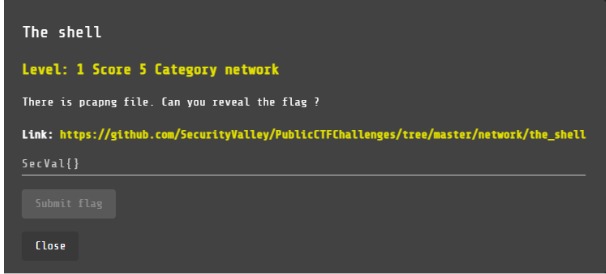 The shell
Level: 1 Score 5 Category network
There is pcapng file. Can you reveal the flag ?
Link: https://github.com/SecurityValley/PublicCTFChallenges/tree/master/network/the_shell
SecVal{}
Submit flag
Close